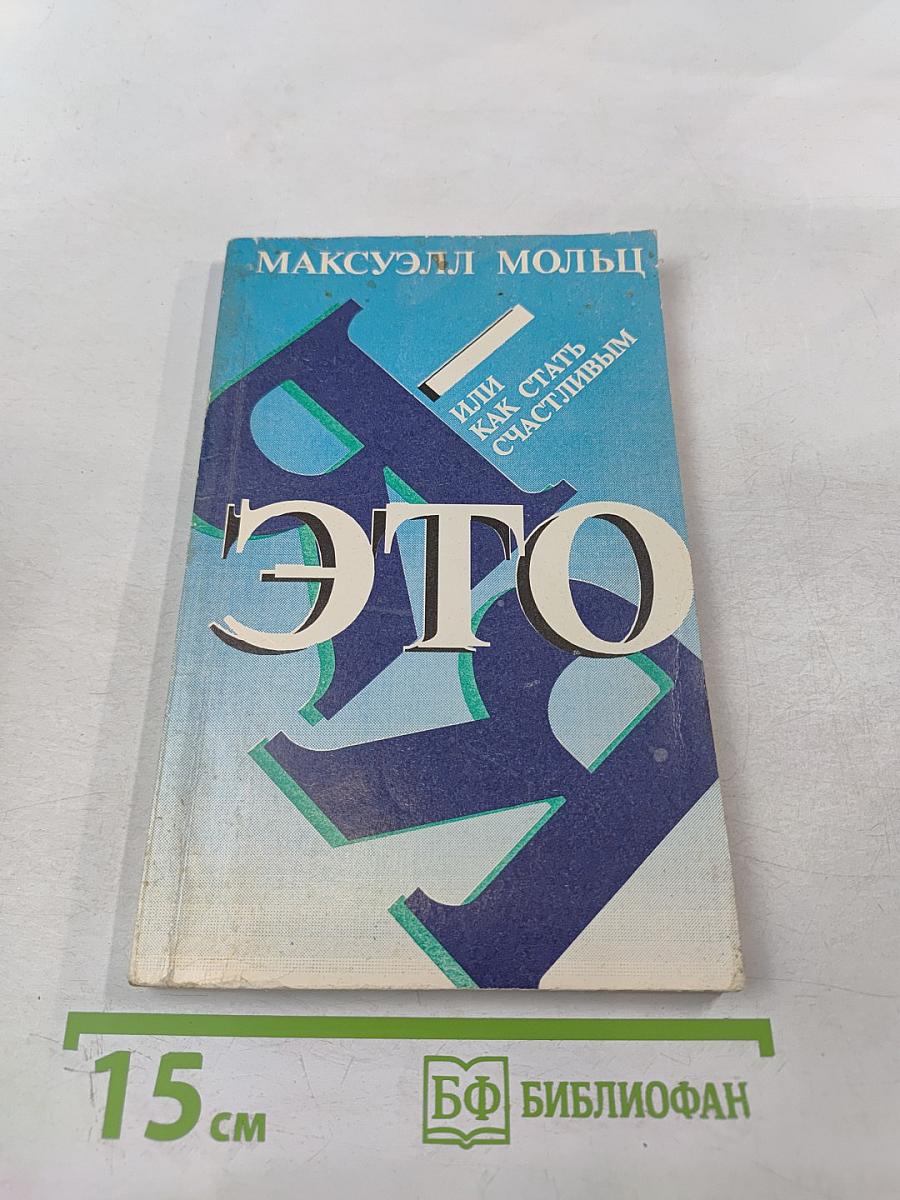 МАКСУЭЛЛ МОЛЬЦ
Я
ЭТО
Я
—
ИЛИ
КАК СТАТЬ
СЧАСТЛИВЫМ
15 см
БФ БИБЛИОФАН